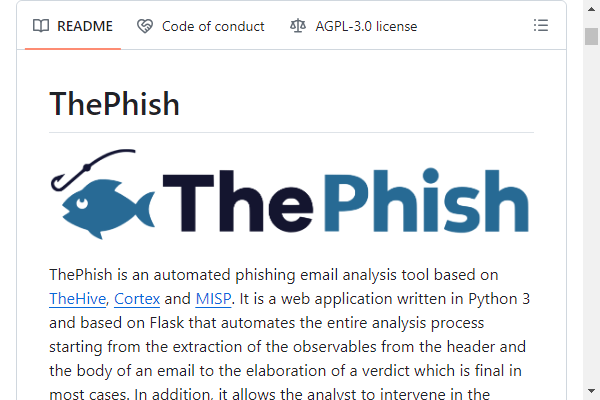 README Code of conduct AGPL-3.0 license
ThePhish
ThePhish
ThePhish is an automated phishing email analysis tool based on
TheHive, Cortex and MISP. It is a web application written in Python 3
and based on Flask that automates the entire analysis process
starting from the extraction of the observables from the header and
the body of an email to the elaboration of a verdict which is final in
most cases. In addition, it allows the analyst to intervene in the